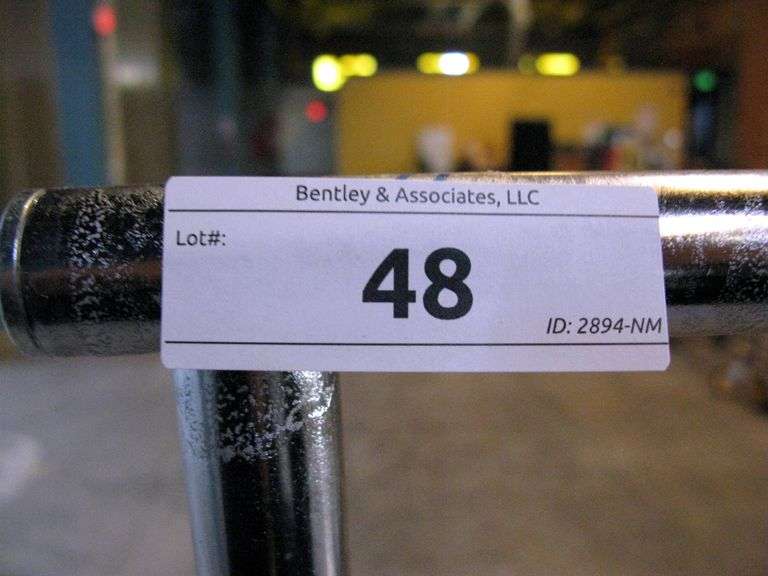 Bentley & Associates, LLC
Lot#:
48
ID: 2894-NM